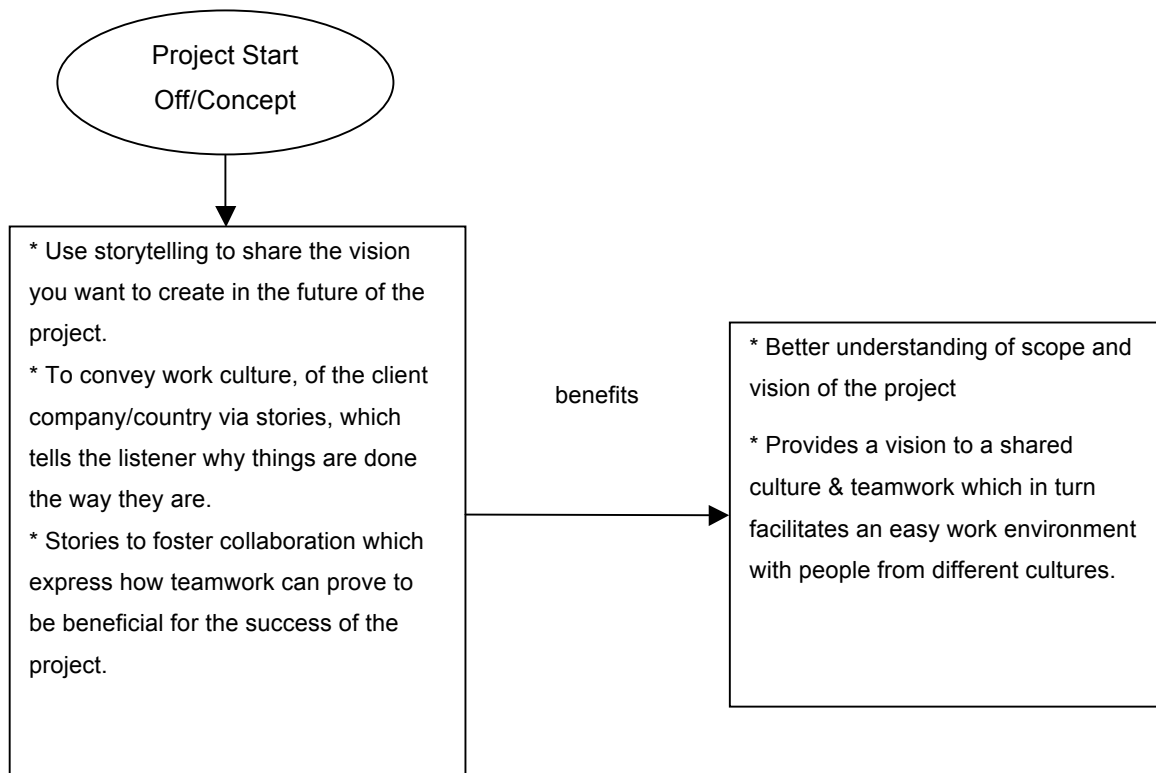 Project Start
Off/Concept
* Use storytelling to share the vision
you want to create in the future of the
project.
* To convey work culture, of the client
company/country via stories, which
tells the listener why things are done
the way they are.
* Stories to foster collaboration which
express how teamwork can prove to
be beneficial for the success of the
project.
benefits
* Better understanding of scope and
vision of the project
* Provides a vision to a shared
culture & teamwork which in turn
facilitates an easy work environment
with people from different cultures.